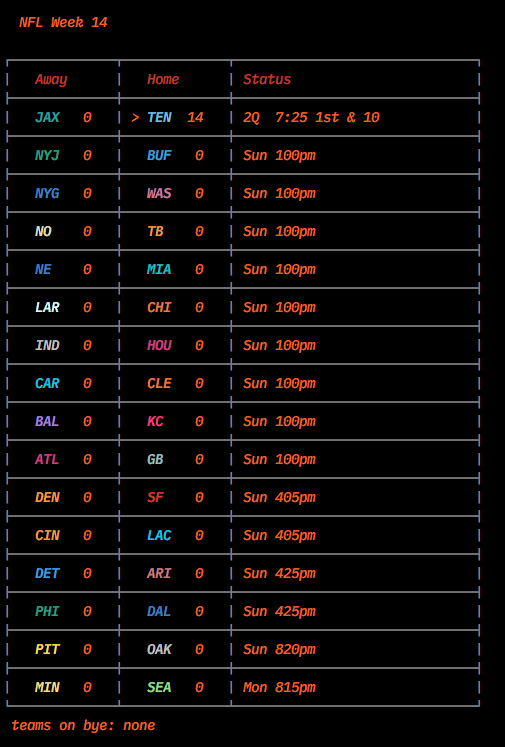 NFL Week 14
Away Home Status
JAX 0 > TEN 14 2Q 7:25 1st & 10
NYJ 0 BUF 0 Sun 100pm
NYG 0 WAS 0 Sun 100pm
NO 0 TB 0 Sun 100pm
NE 0 MIA 0 Sun 100pm
LAR 0 CHI 0 Sun 100pm
IND 0 HOU 0 Sun 100pm
CAR 0 CLE 0 Sun 100pm
BAL 0 KC 0 Sun 100pm
ATL 0 GB 0 Sun 100pm
DEN 0 SF 0 Sun 405pm
CIN 0 LAC 0 Sun 405pm
DET 0 ARI 0 Sun 425pm
PHI 0 DAL 0 Sun 425pm
PIT 0 OAK 0 Sun 820pm
MIN 0 SEA 0 Mon 815pm
teams on bye: none